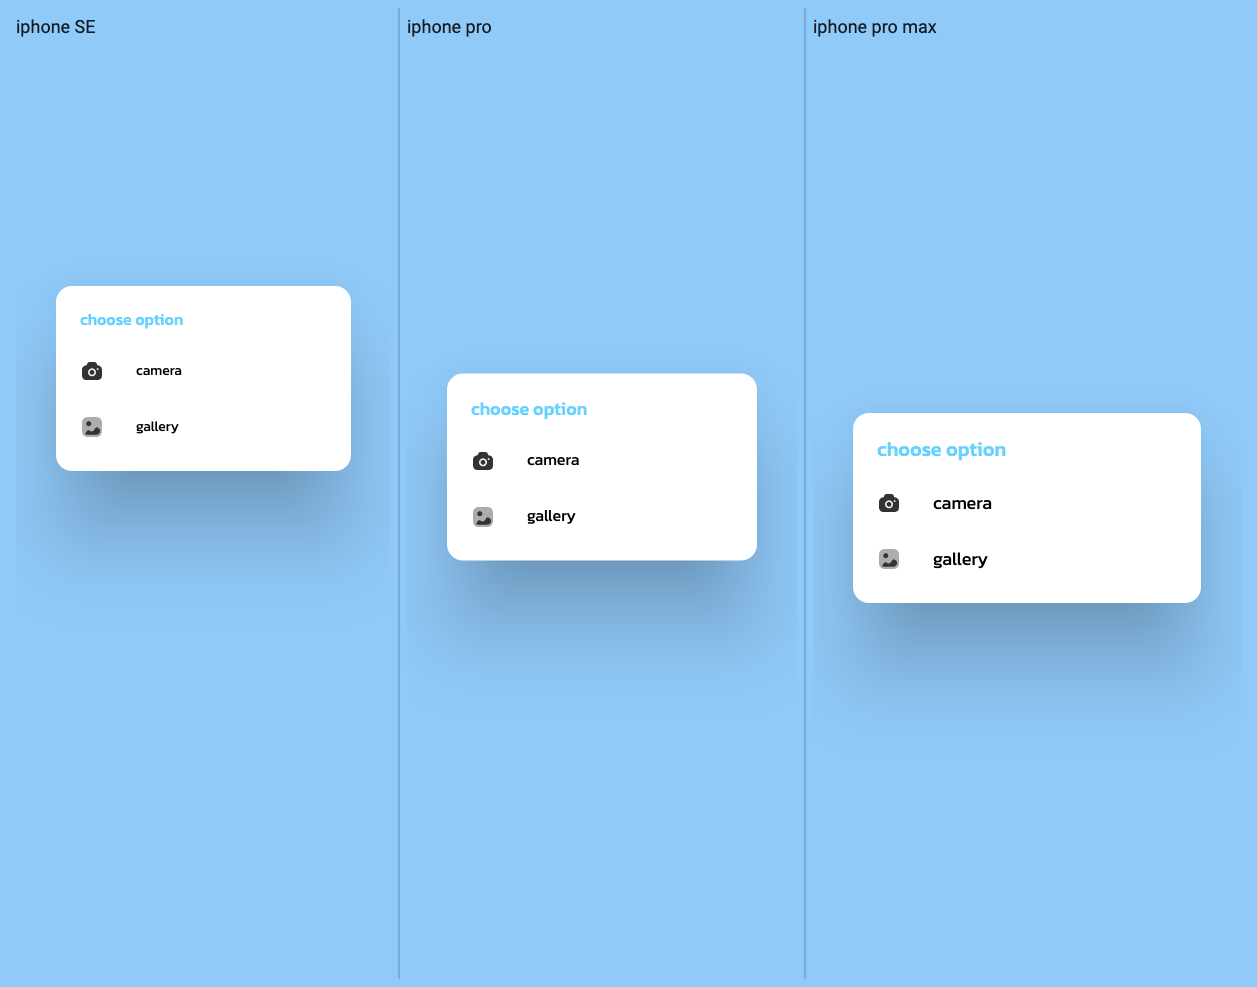 iphone SE
choose option
camera
gallery
iphone pro
choose option
camera
gallery
iphone pro max
choose option
camera
gallery